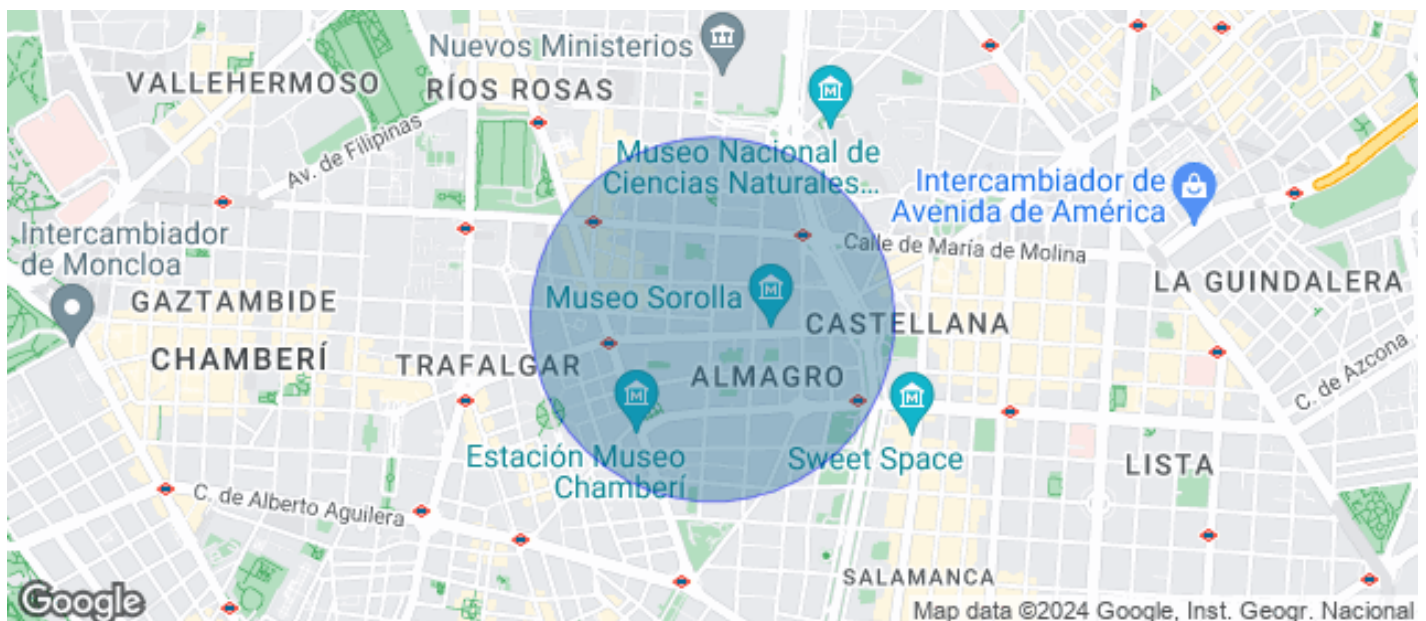 Nuevos Ministerios
VALLEHERMOSO
RÍOS ROSAS
Av. de Filipinas
Museo Nacional de
Ciencias Naturales...
Intercambiador de
Avenida de América
Intercambiador
de Moncloa
Calle de María de Molina
LA GUINDALERA
GAZTAMBIDE
Museo Sorolla
CASTELLANA
CHAMBERÍ
TRAFALGAR
ALMAGRO
C. de Azcona
Estación Museo
Chamberí
Sweet Space
LISTA
C. de Alberto Aguilera
SALAMANCA
Google
Map data ©2024 Google, Inst. Geogr. Nacional